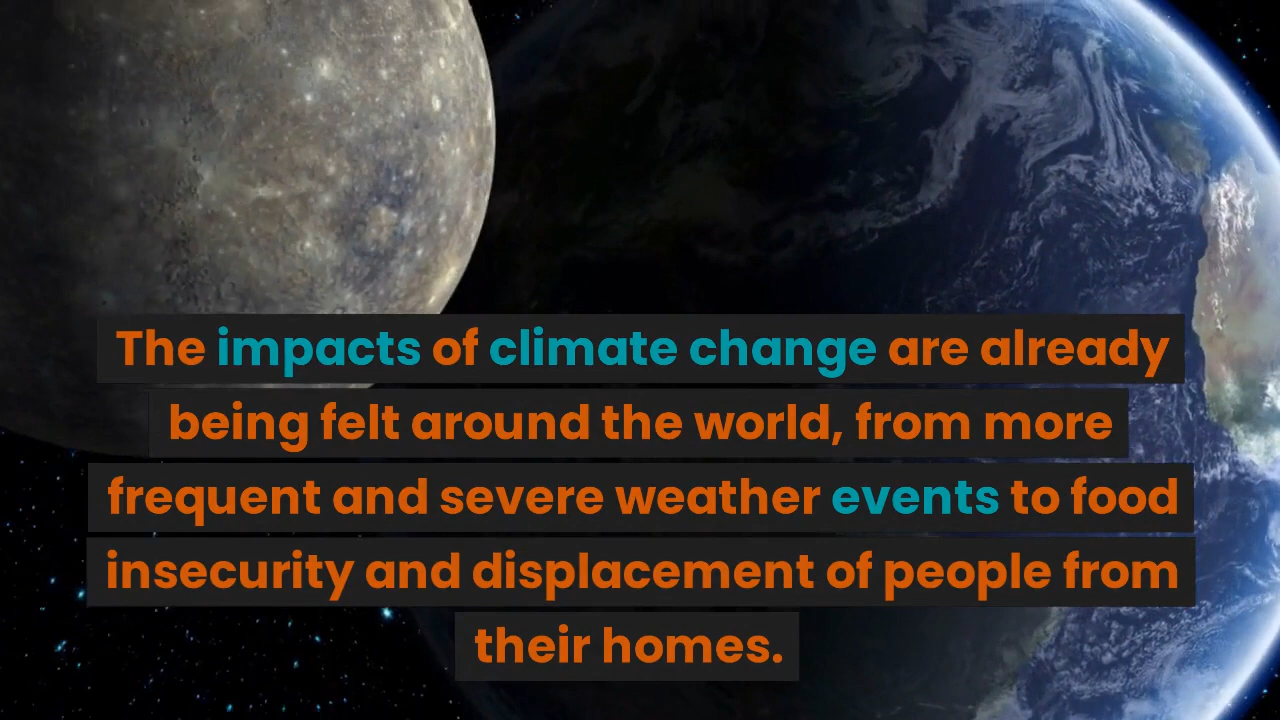 The impacts of climate change are already
being felt around the world, from more
frequent and severe weather events to food
insecurity and displacement of people from
their homes.